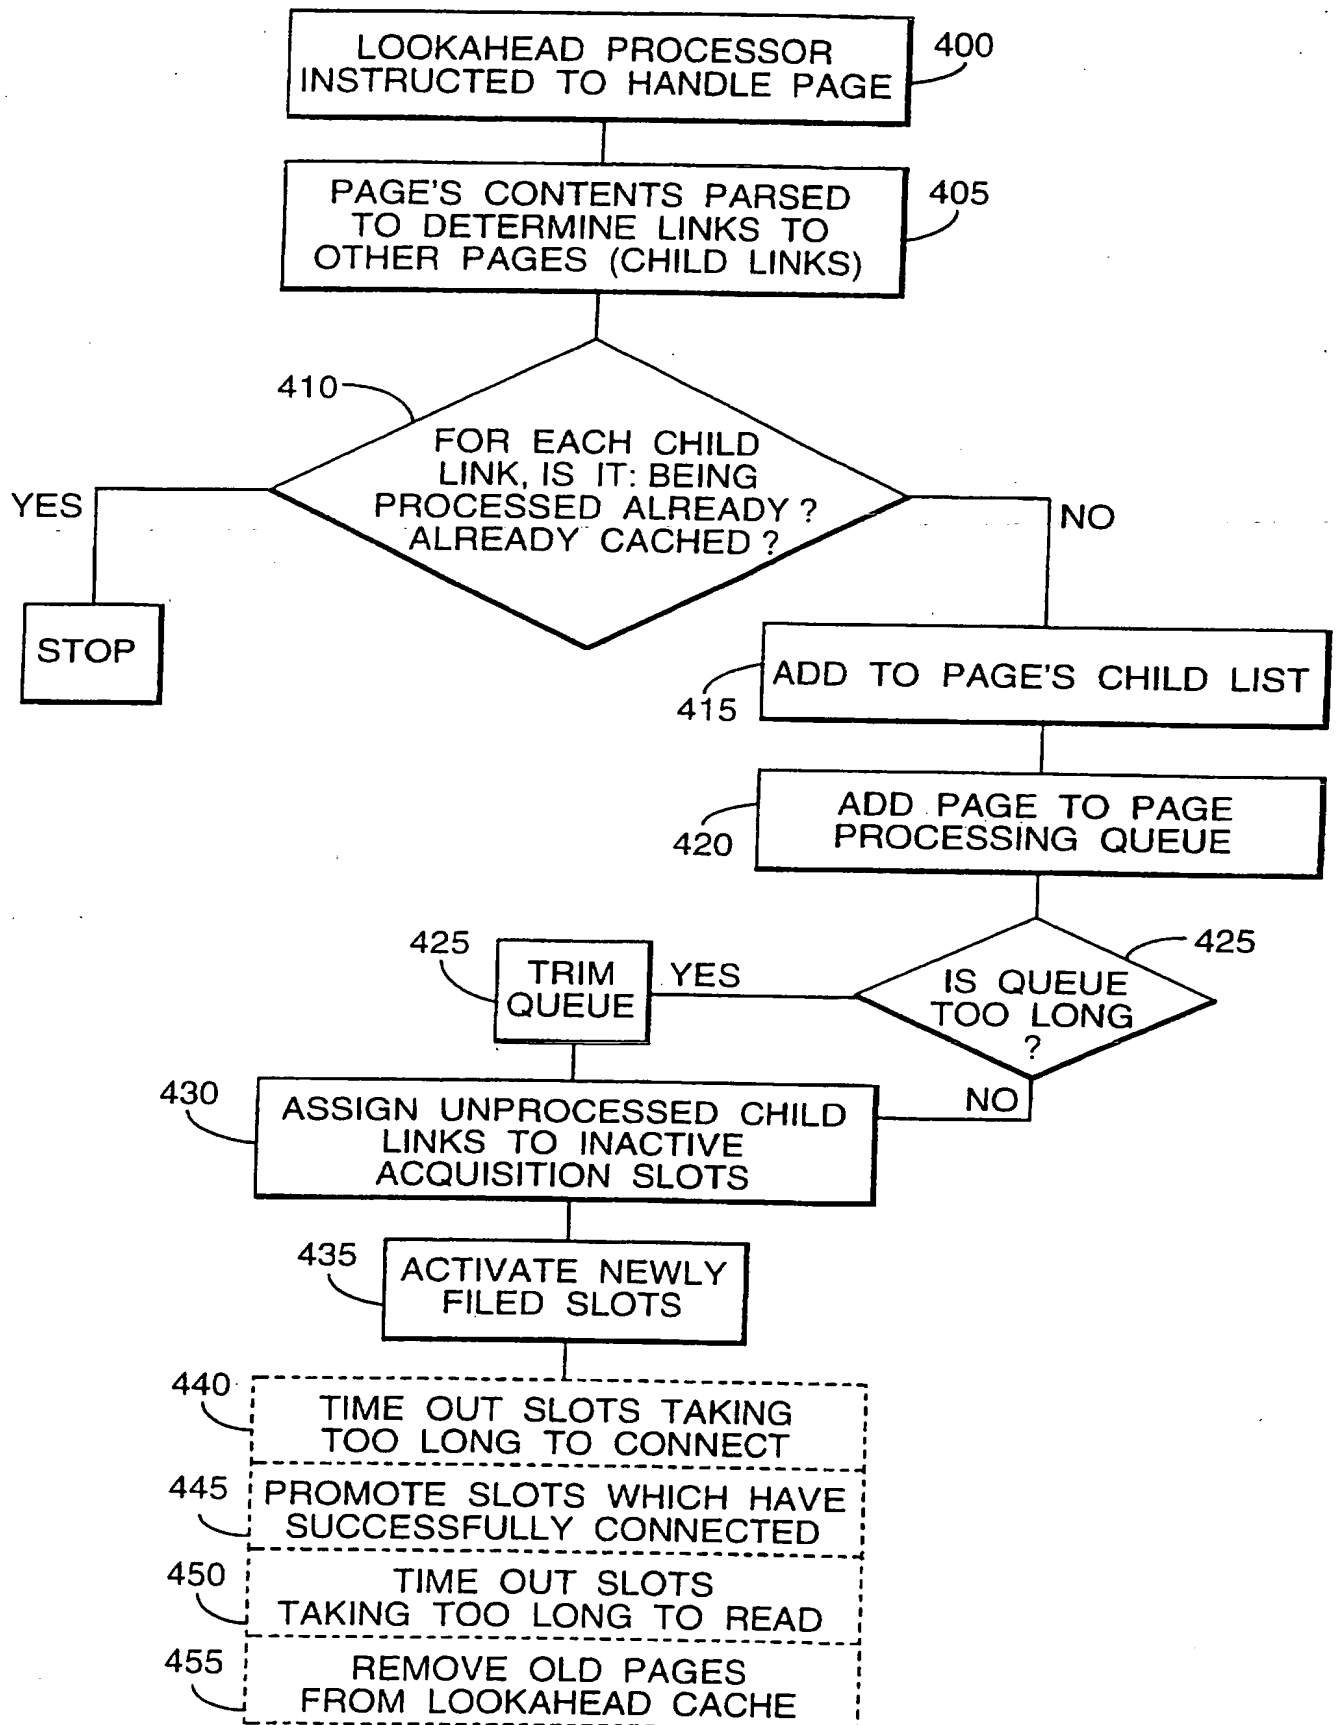 LOOKAHEAD PROCESSOR
INSTRUCTED TO HANDLE PAGE
400
PAGE'S CONTENTS PARSED
TO DETERMINE LINKS TO
OTHER PAGES (CHILD LINKS)
405
410
FOR EACH CHILD
LINK, IS IT: BEING
PROCESSED ALREADY?
ALREADY CACHED?
YES
NO
STOP
ADD TO PAGE'S CHILD LIST
415
ADD PAGE TO PAGE
PROCESSING QUEUE
420
425
IS QUEUE
TOO LONG
?
YES
425
TRIM
QUEUE
NO
430
ASSIGN UNPROCESSED CHILD
LINKS TO INACTIVE
ACQUISITION SLOTS
435
ACTIVATE NEWLY
FILED SLOTS
440
TIME OUT SLOTS TAKING
TOO LONG TO CONNECT
445
PROMOTE SLOTS WHICH HAVE
SUCCESSFULLY CONNECTED
450
TIME OUT SLOTS
TAKING TOO LONG TO READ
455
REMOVE OLD PAGES
FROM LOOKAHEAD CACHE